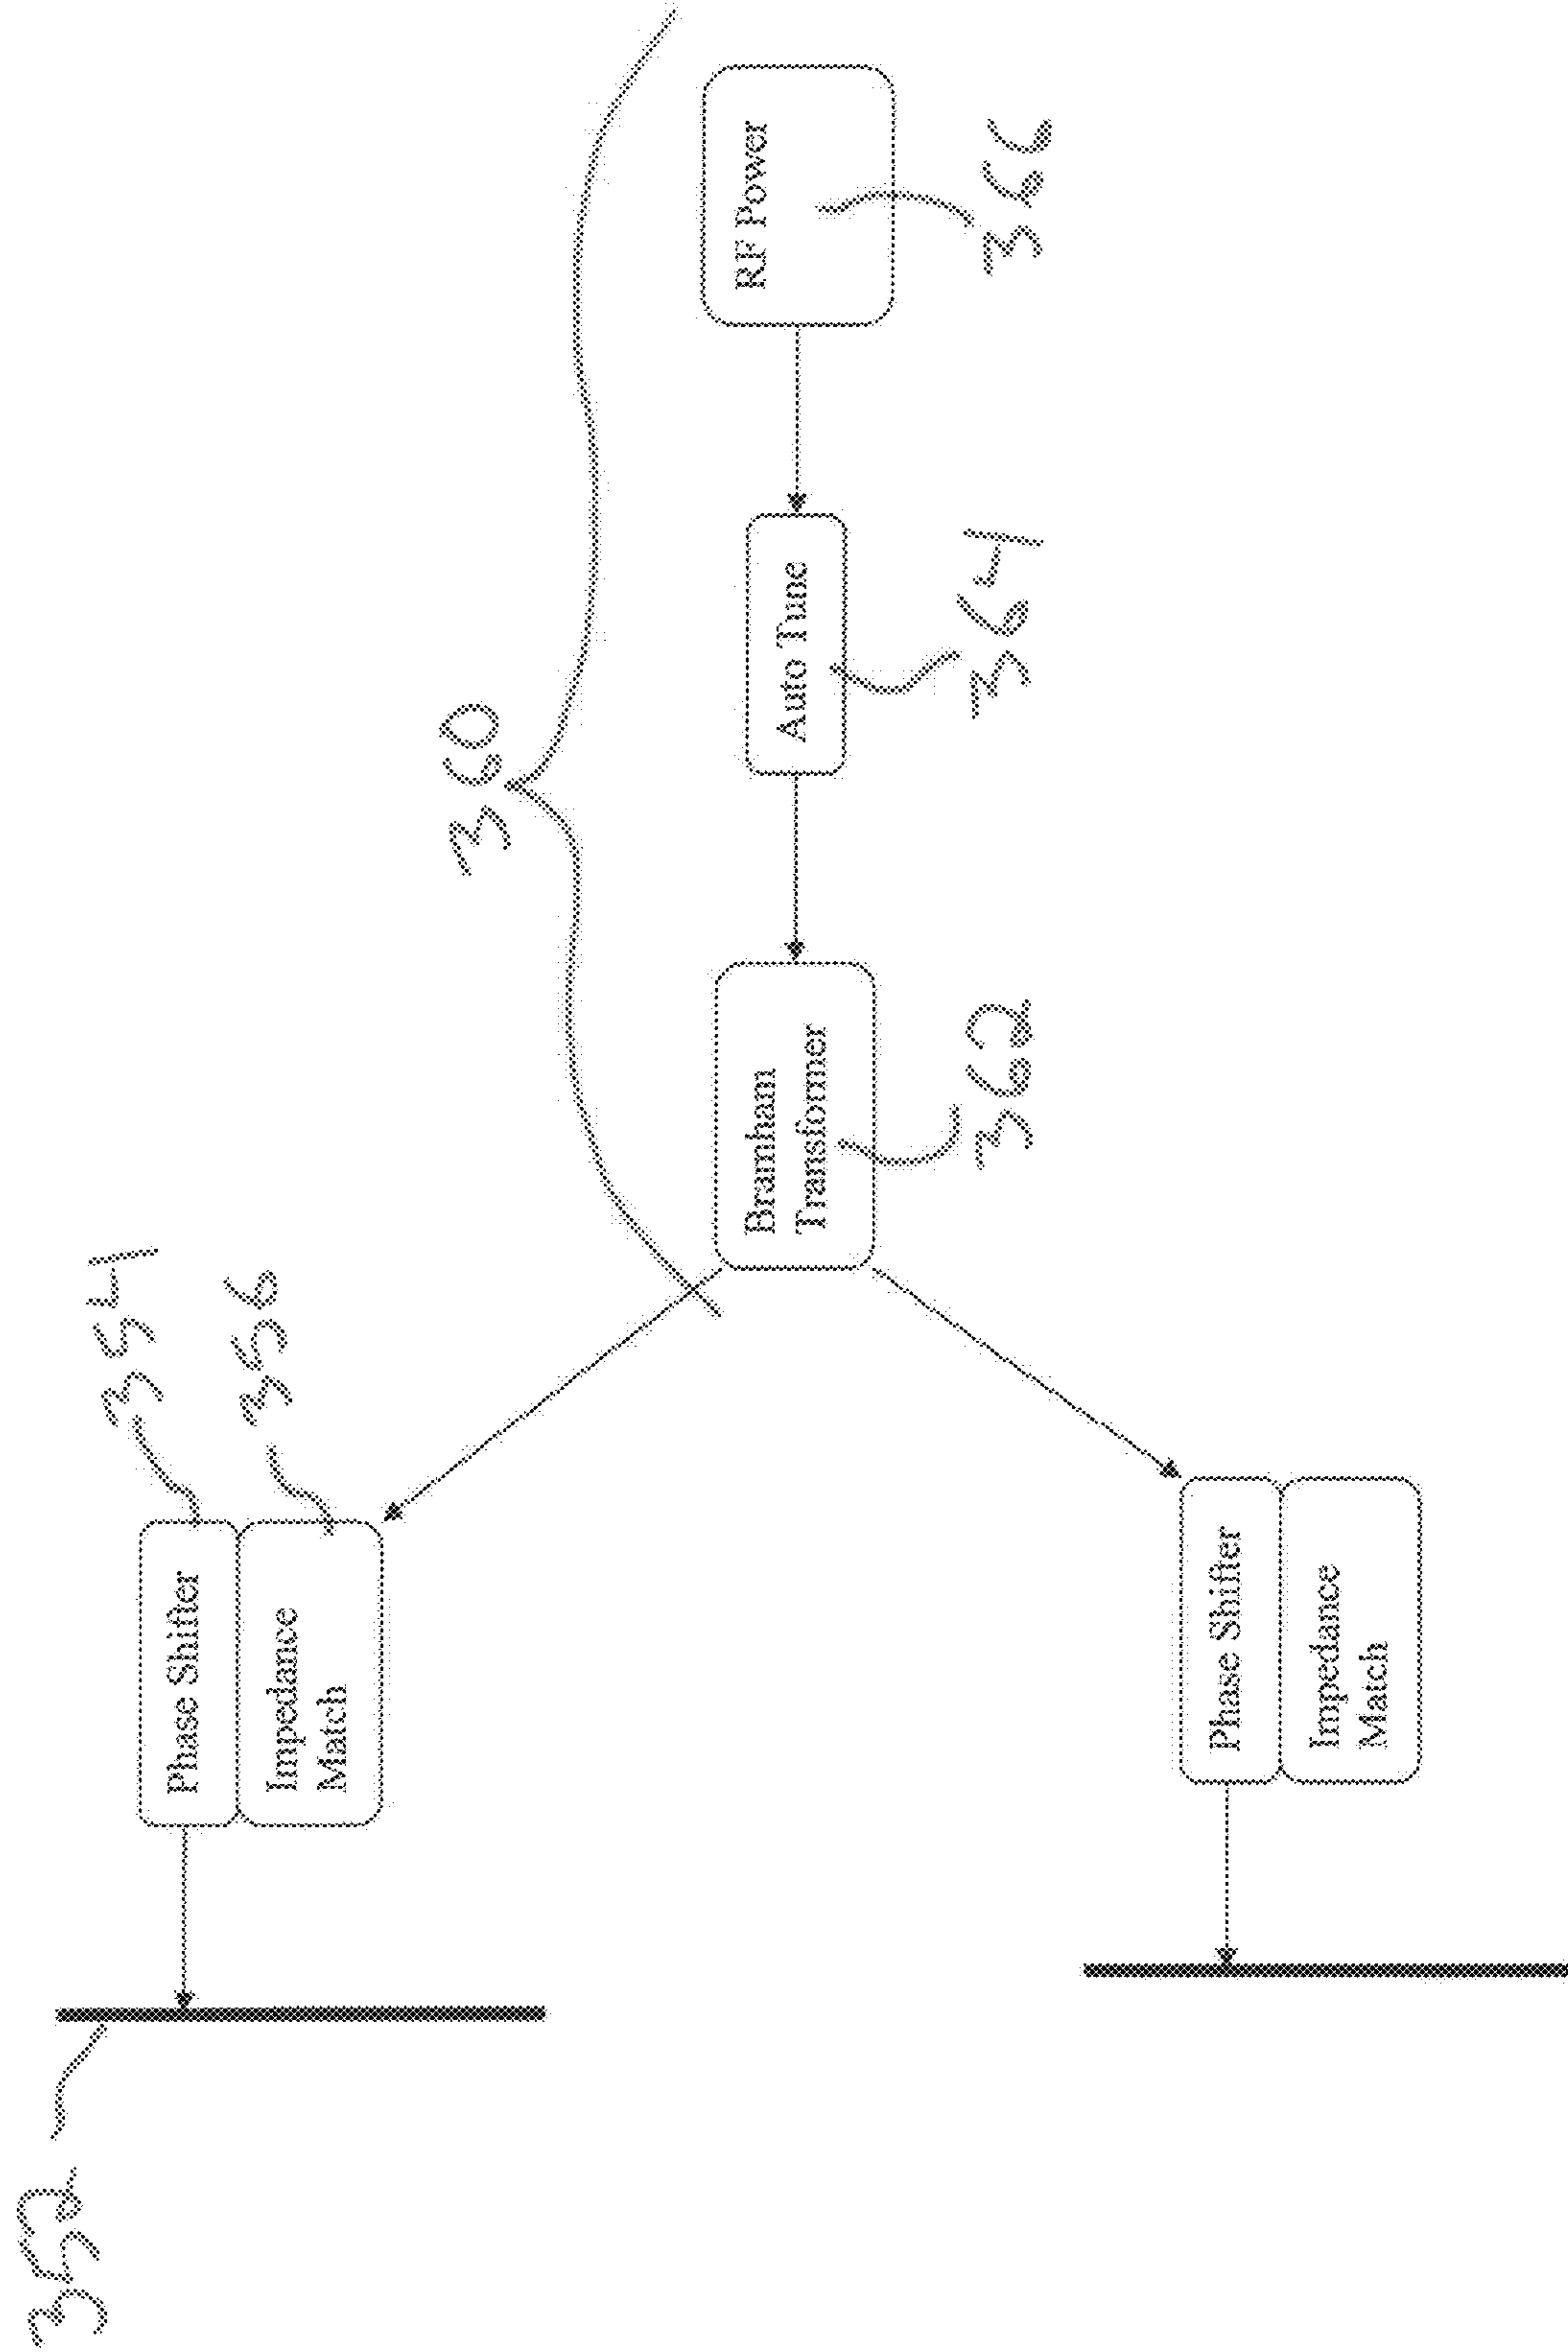 352
354
Phase Shifter
356
Impedance
Match
360
Bramham
Transformer
362
Auto Tune
364
RF Power
366
Phase Shifter
Impedance
Match